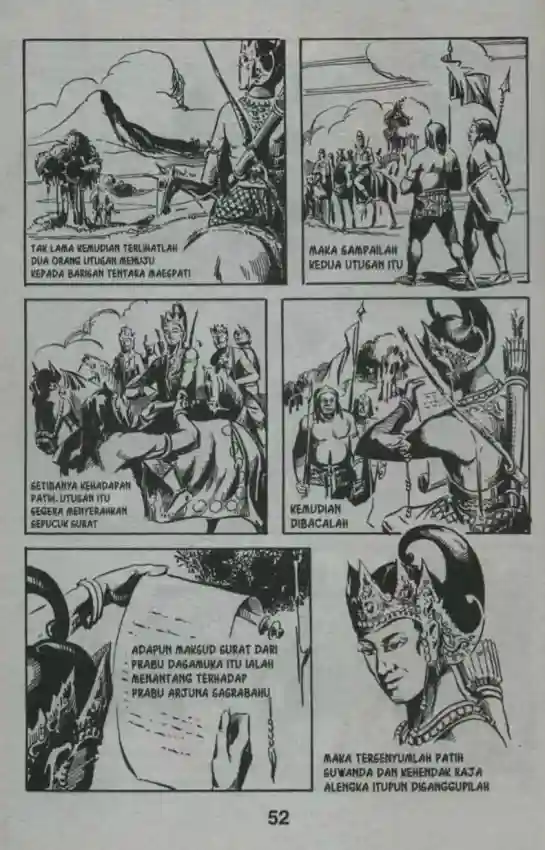 TAK LAMA KEMUDIAN TERLIHATLAH
DUA ORANG UTUSAN MENUJU
KEPADA BARISAN TENTARA MAESPATI
MAKA SAMPAILAH
KEDUA UTUSAN ITU
SETIBANYA KEHADAPAN
PATIH, UTUSAN ITU
SEGERA MENYERAHKAN
SEPUCUK SURAT
KEMUDIAN
DIBACALAH
ADAPUN MAKSUD SURAT DARI
PRABU DASAMUKA ITU IALAH
MENANTANG TERHADAP
PRABU ARJUNA SASRABAHU
MAKA TERSENYUMLAH PATIH
SUWANDA DAN KEHENDAK RAJA
ALENGKA ITUPUN DISANGGUPILAH
52